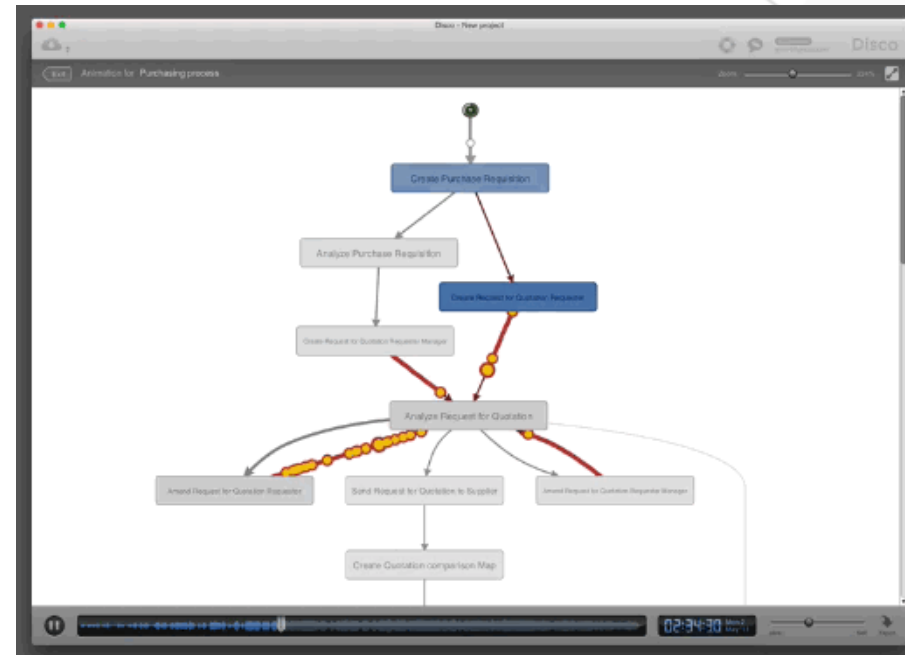 Disco - New project
Disco
Animation for Purchasing process
Create Purchase Requisition
Analyze Purchase Requisition
Create Request for Quotation Requester
Create Request for Quotation Requester Manager
Analyze Request for Quotation
Amend Request for Quotation Requester
Send Request for Quotation to Supplier
Amend Request for Quotation Requester Manager
Create Quotation comparison Map
02:34:30